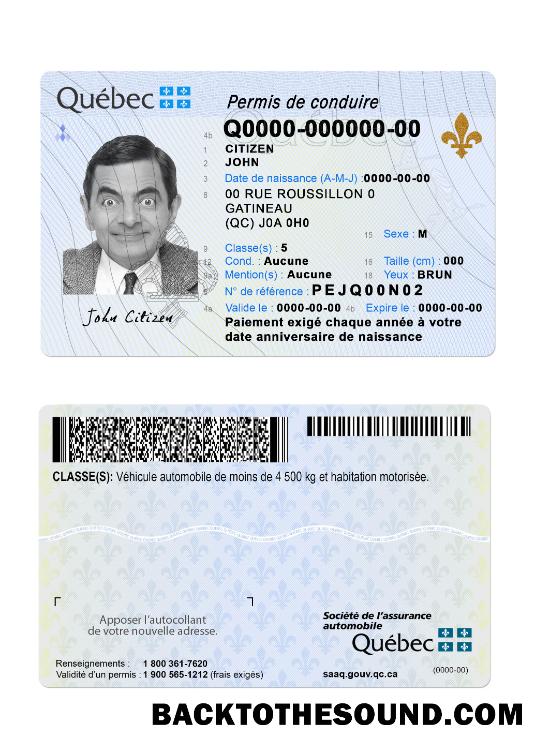 Québec
Permis de conduire
4b Q0000-000000-00
1 CITIZEN
2 JOHN
3 Date de naissance (A-M-J) :0000-00-00
8 00 RUE ROUSSILLON 0
GATINEAU
(QC) J0A 0H0
15 Sexe : M
9 Classe(s) : 5
12 Cond. : Aucune 16 Taille (cm) : 000
9a Mention(s) : Aucune 18 Yeux : BRUN
5 N° de référence : PEJQ00N02
4a Valide le : 0000-00-00 4b Expire le : 0000-00-00
John Citizen
Paiement exigé chaque année à votre
date anniversaire de naissance
CLASSE(S): Véhicule automobile de moins de 4 500 kg et habitation motorisée.
Apposer l'autocollant
de votre nouvelle adresse.
Société de l'assurance
automobile
Québec
Renseignements : 1 800 361-7620
Validité d'un permis : 1 900 565-1212 (frais exigés)
saaq.gouv.qc.ca
(0000-00)
BACKTOTHESOUND.COM